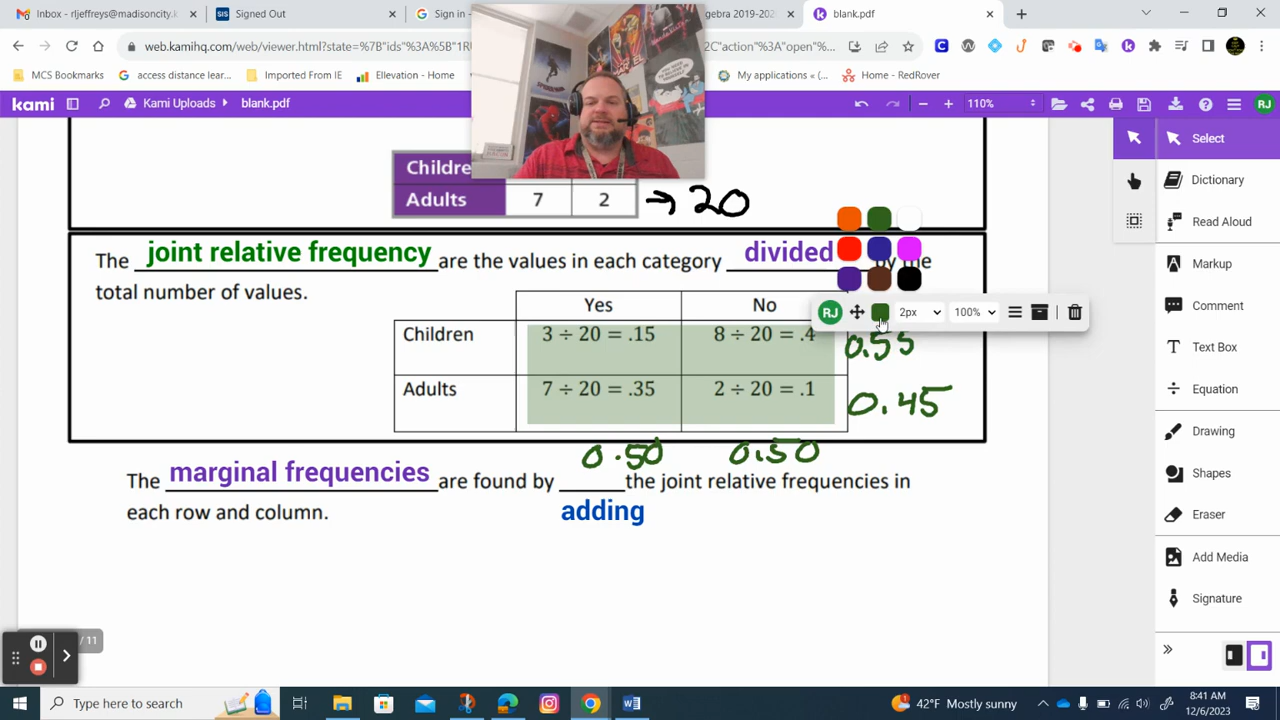 Inbox - rljeffreys@madisoncity.k
Signed Out
Sign in -
gebra 2019-202
blank.pdf
web.kamihq.com/web/viewer.html?state=%7B"ids"%3A%5B"1R
2C"action"%3A"open"%...
MCS Bookmarks
access distance lear...
Imported From IE
Ellevation - Home
My applications « (...
Home - RedRover
kami
Kami Uploads
blank.pdf
110%
RJ
Select
Dictionary
Read Aloud
Markup
Comment
Text Box
Equation
Drawing
Shapes
Eraser
Add Media
Signature
Childre
Adults 7 2 → 20
The joint relative frequency are the values in each category divided by the
total number of values.
RJ 2px 100%
Yes No
Children 3 ÷ 20 = .15 8 ÷ 20 = .4 0.55
Adults 7 ÷ 20 = .35 2 ÷ 20 = .1 0.45
0.50 0.50
The marginal frequencies are found by ______ the joint relative frequencies in
adding
each row and column.
/ 11
Type here to search
42°F Mostly sunny
8:41 AM
12/6/2023